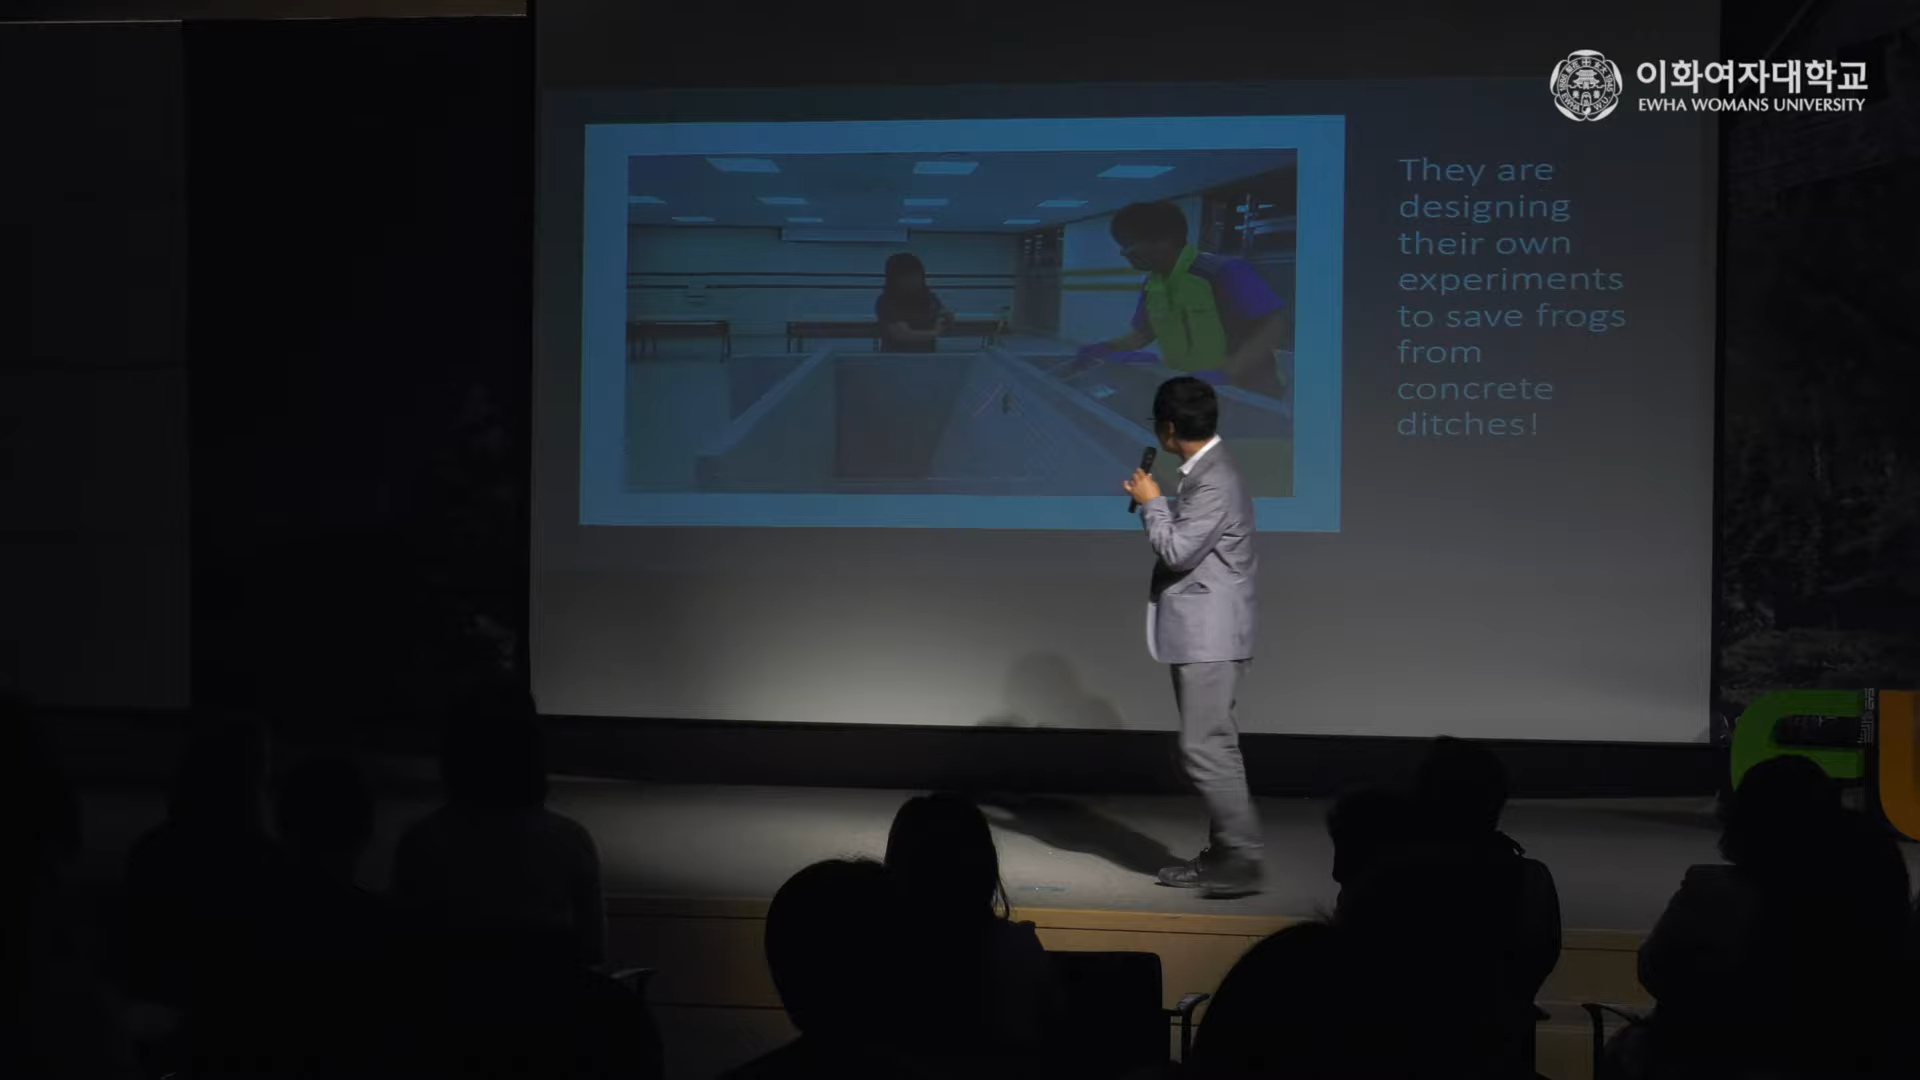 이화여자대학교
EWHA WOMANS UNIVERSITY
They are
designing
their own
experiments
to save frogs
from
concrete
ditches!